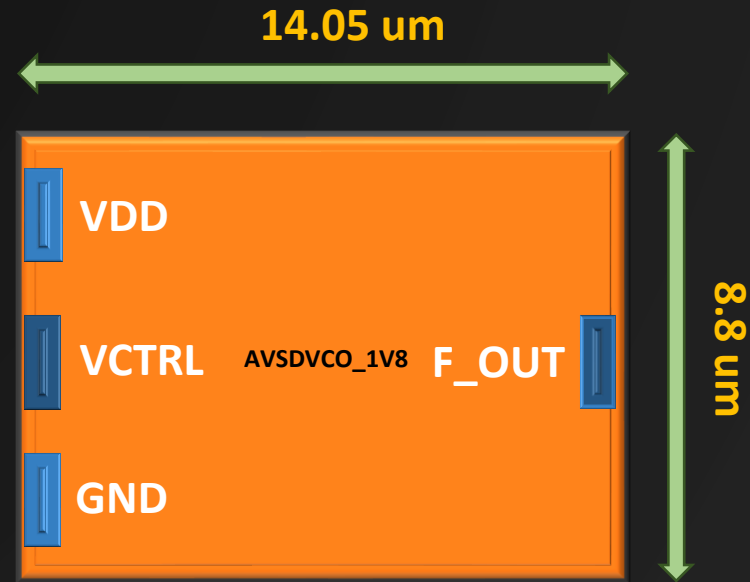 14.05 um
VDD
VCTRL
AVSDVCO_1V8
F_OUT
8.8 um
GND